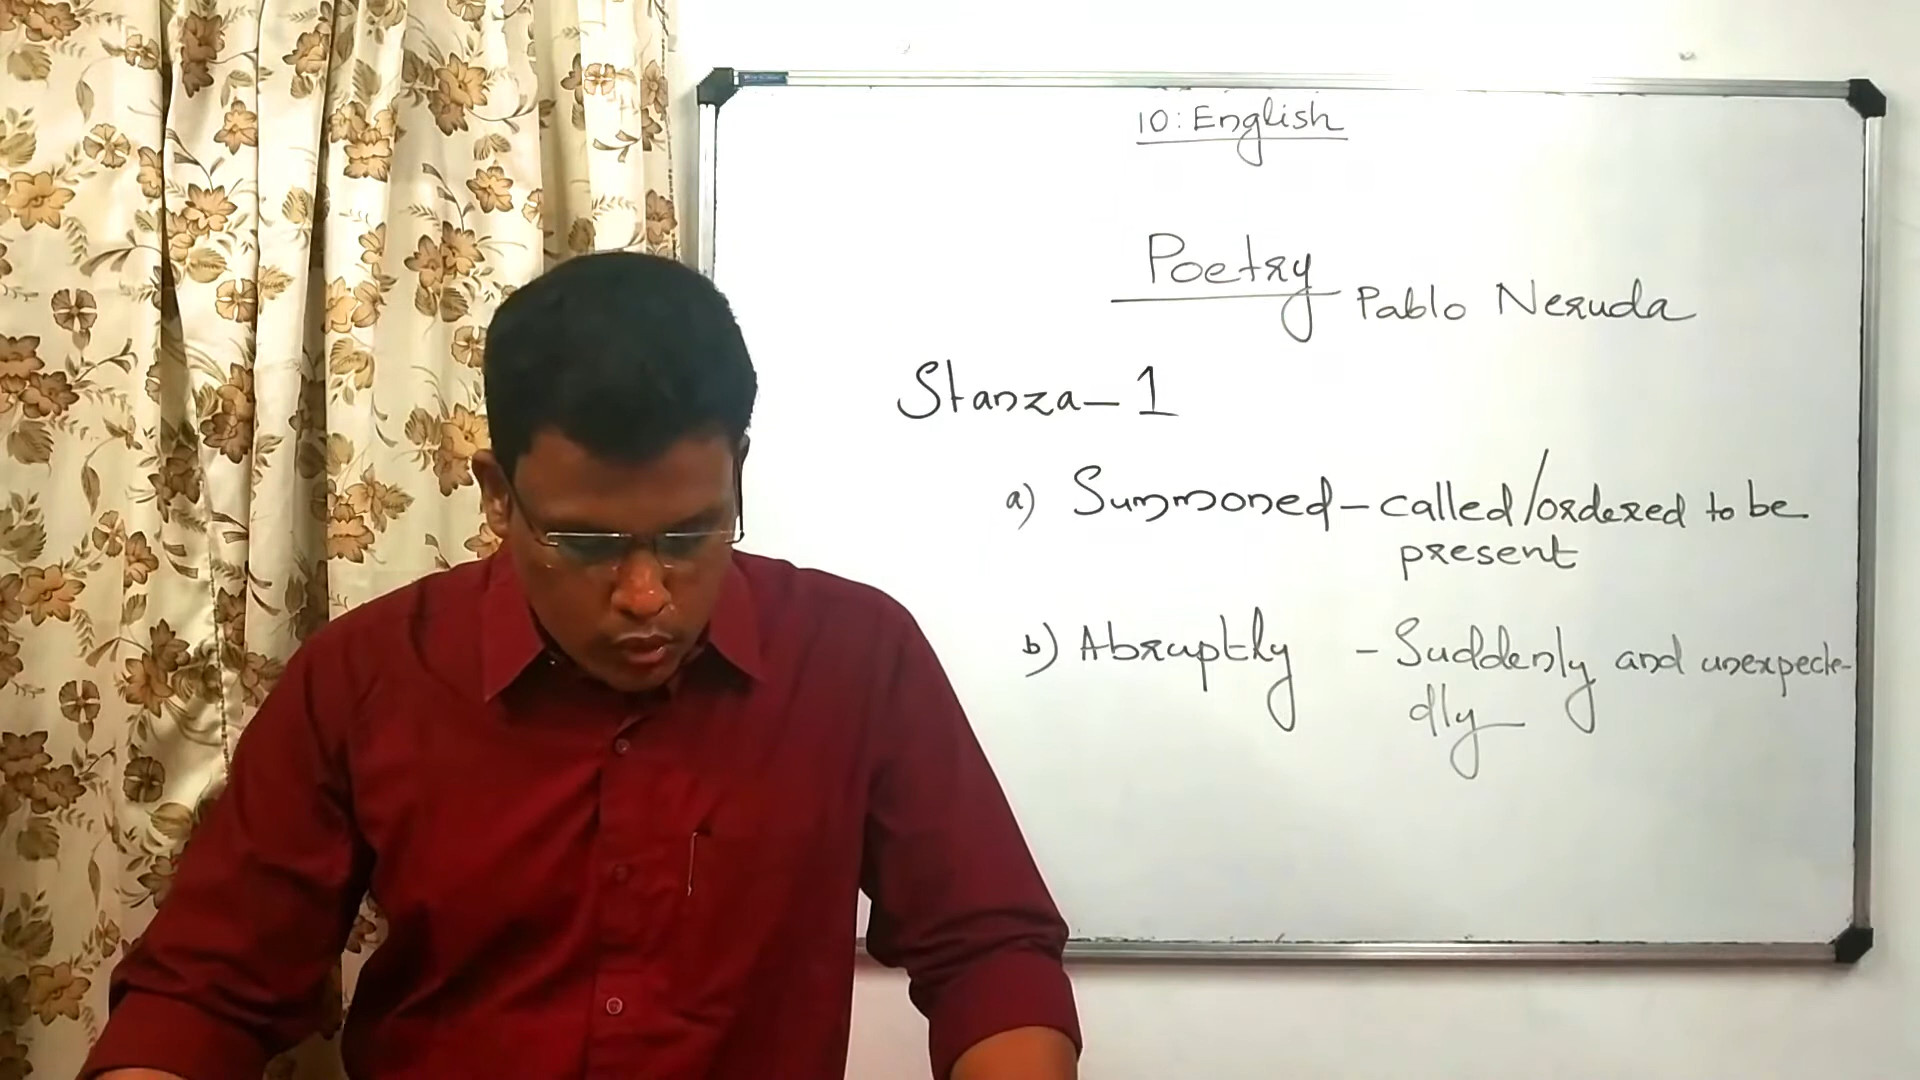 10: English
Poetry
Pablo Neruda
Stanza-1
a) Summoned - called/ordered to be
present
b) Abruptly - Suddenly and unexpecte-
dly